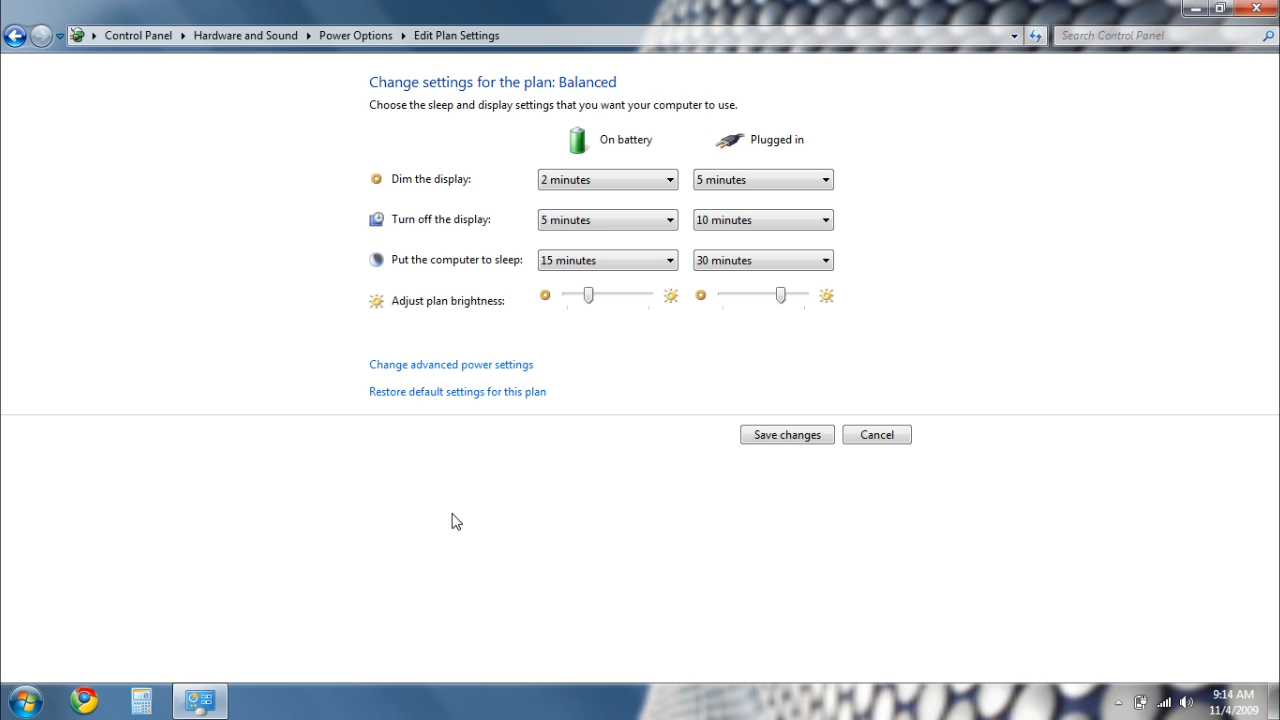 Control Panel Hardware and Sound Power Options Edit Plan Settings Search Control Panel
Change settings for the plan: Balanced
Choose the sleep and display settings that you want your computer to use.
On battery Plugged in
Dim the display: 2 minutes 5 minutes
Turn off the display: 5 minutes 10 minutes
Put the computer to sleep: 15 minutes 30 minutes
Adjust plan brightness:
Change advanced power settings
Restore default settings for this plan
Save changes Cancel
9:14 AM
11/4/2009